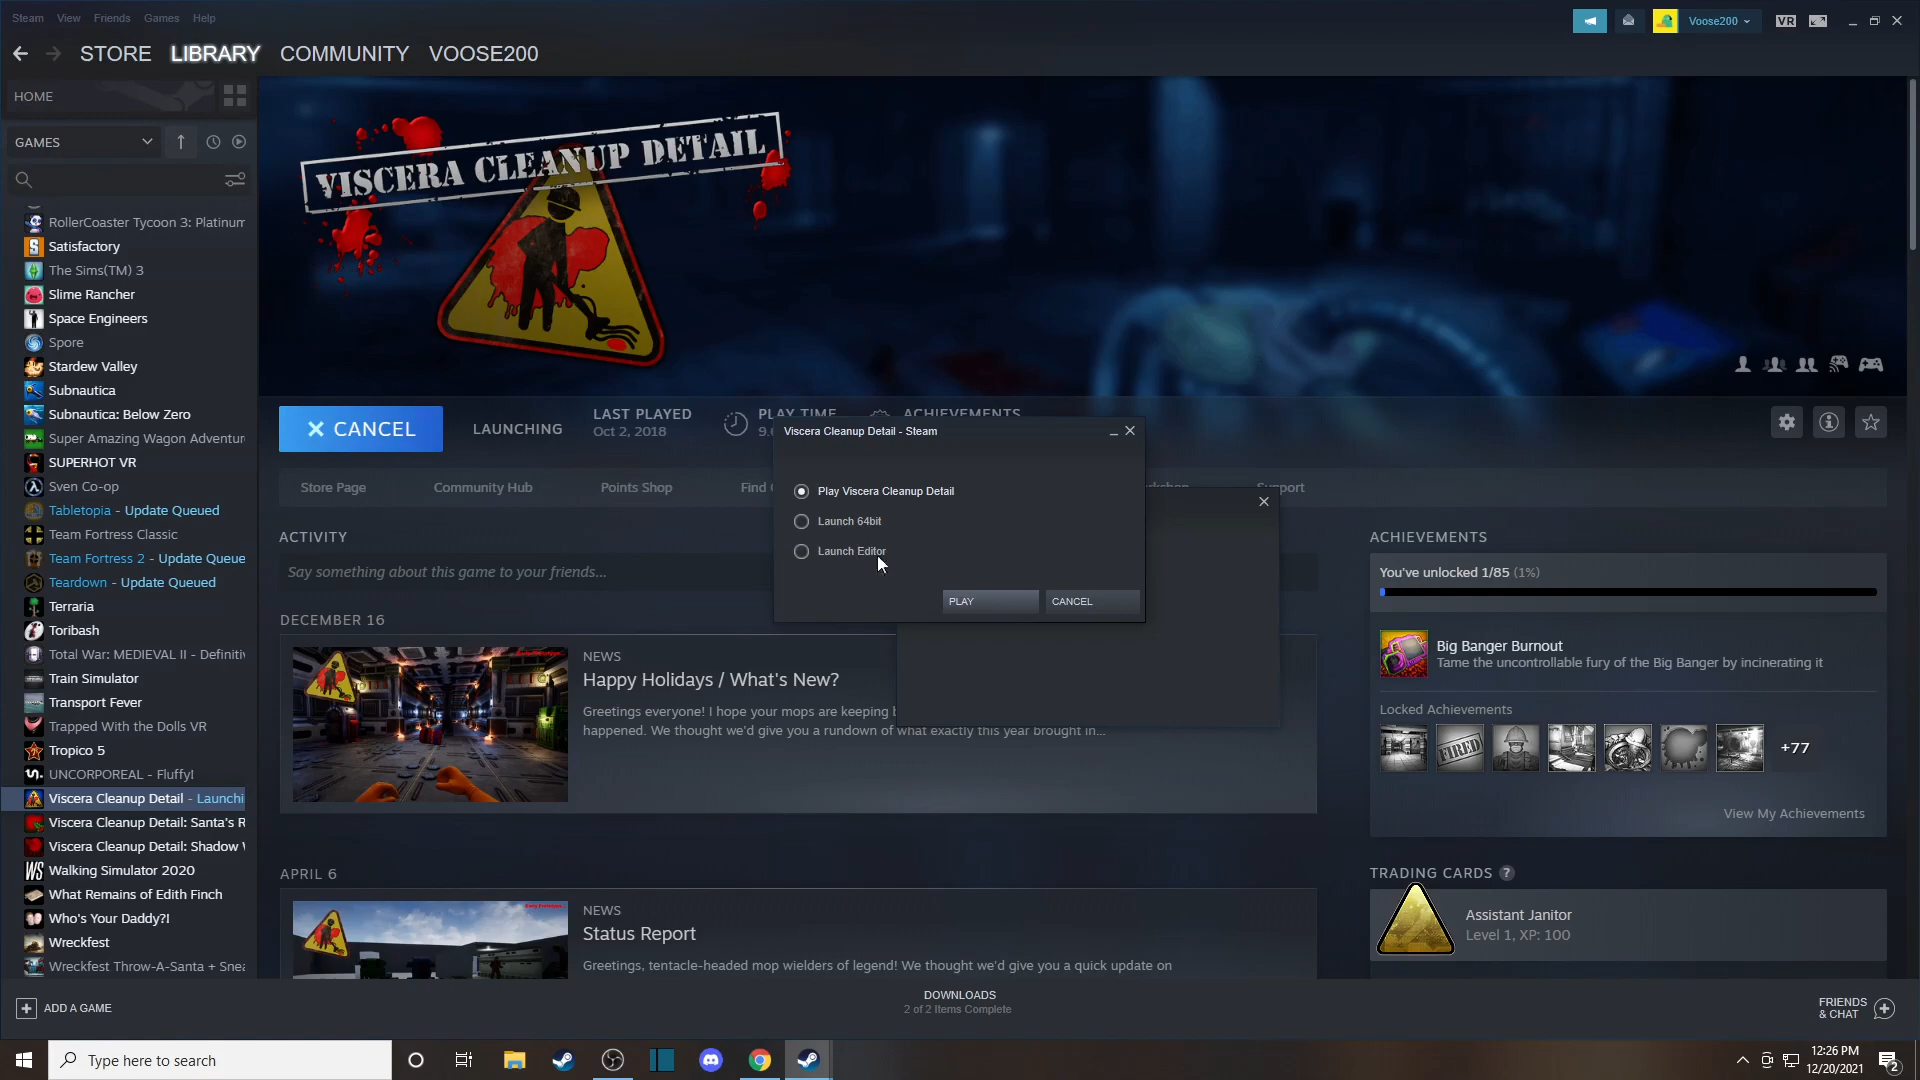 Steam View Friends Games Help
Voose200
VR
STORE LIBRARY COMMUNITY VOOSE200
HOME
GAMES
RollerCoaster Tycoon 3: Platinum
Satisfactory
The Sims(TM) 3
Slime Rancher
Space Engineers
Spore
Stardew Valley
Subnautica
Subnautica: Below Zero
Super Amazing Wagon Adventur
SUPERHOT VR
Sven Co-op
Tabletopia - Update Queued
Team Fortress Classic
Team Fortress 2 - Update Queue
Teardown - Update Queued
Terraria
Toribash
Total War: MEDIEVAL II - Definitiv
Train Simulator
Transport Fever
Trapped With the Dolls VR
Tropico 5
UNCORPOREAL - Fluffy!
Viscera Cleanup Detail - Launchi
Viscera Cleanup Detail: Santa's R
Viscera Cleanup Detail: Shadow
Walking Simulator 2020
What Remains of Edith Finch
Who's Your Daddy?!
Wreckfest
Wreckfest Throw-A-Santa + Snea
VISCERA CLEANUP DETAIL
CANCEL
LAUNCHING
LAST PLAYED
Oct 2, 2018
PLAY TIME
ACHIEVEMENTS
Store Page Community Hub Points Shop Find Support
Viscera Cleanup Detail - Steam
Play Viscera Cleanup Detail
Launch 64bit
Launch Editor
PLAY CANCEL
ACTIVITY
Say something about this game to your friends...
DECEMBER 16
NEWS
Happy Holidays / What's New?
Greetings everyone! I hope your mops are keeping
happened. We thought we'd give you a rundown of what exactly this year brought in...
APRIL 6
NEWS
Status Report
Greetings, tentacle-headed mop wielders of legend! We thought we'd give you a quick update on
ACHIEVEMENTS
You've unlocked 1/85 (1%)
Big Banger Burnout
Tame the uncontrollable fury of the Big Banger by incinerating it
Locked Achievements
FIRED
+77
View My Achievements
TRADING CARDS ?
Assistant Janitor
Level 1, XP: 100
ADD A GAME
DOWNLOADS
2 of 2 Items Complete
FRIENDS
& CHAT
Type here to search
12:26 PM
12/20/2021
2